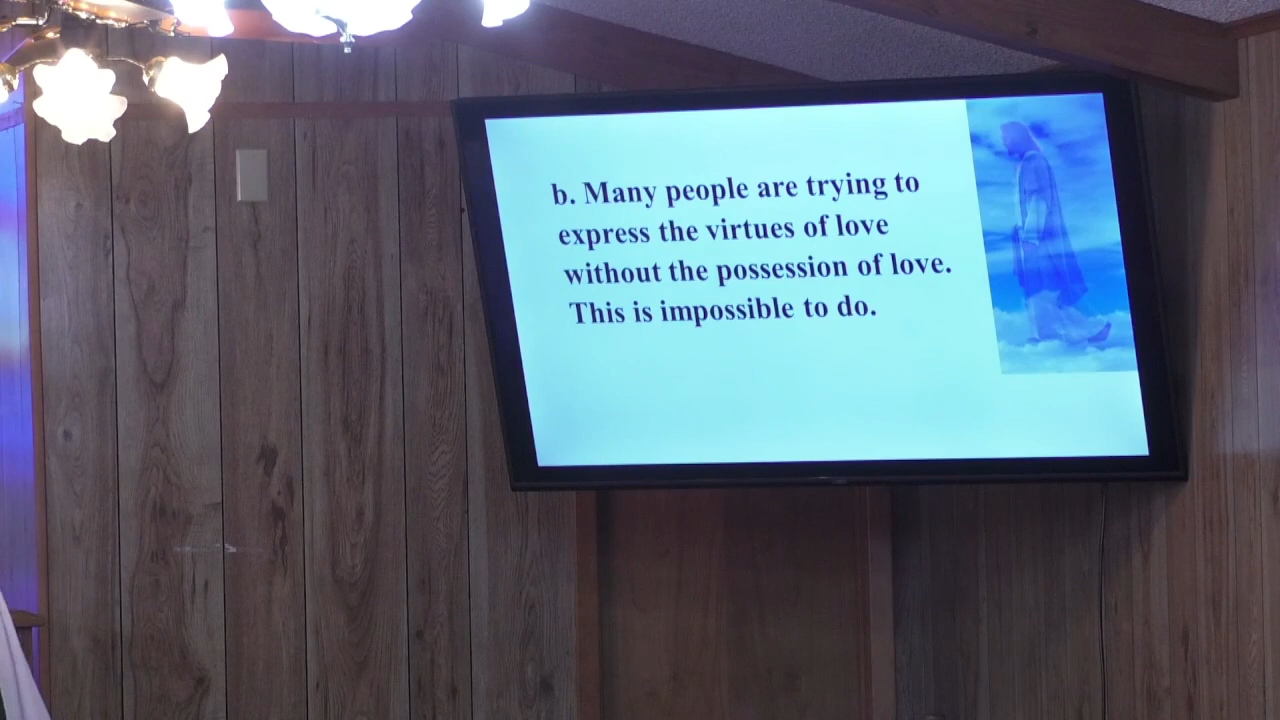 b. Many people are trying to
express the virtues of love
without the possession of love.
This is impossible to do.